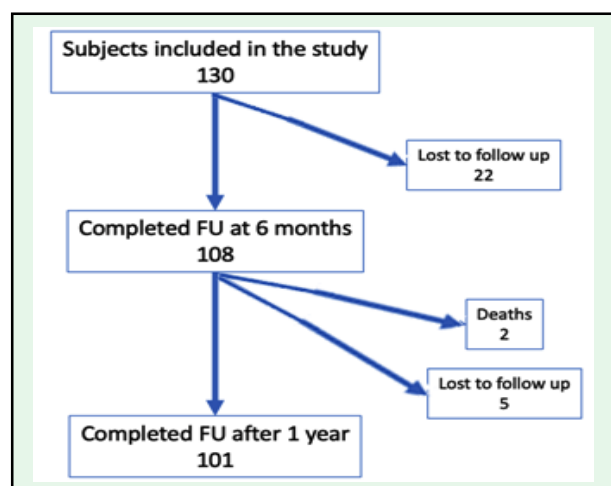 Subjects included in the study
130
Lost to follow up
22
Completed FU at 6 months
108
Deaths
2
Lost to follow up
5
Completed FU after 1 year
101